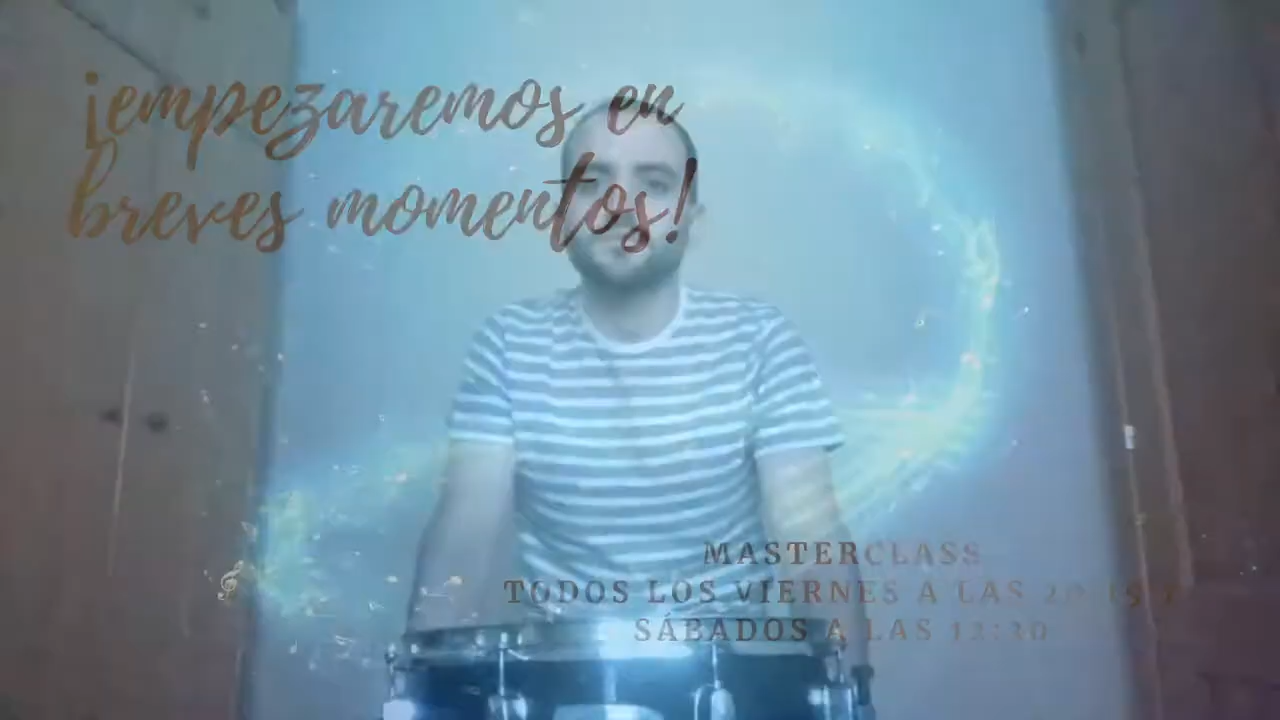 ¡empezaremos en
breves momentos!
MASTERCLASS
TODOS LOS VIERNES A LAS
SÁBADOS A LAS 12:30